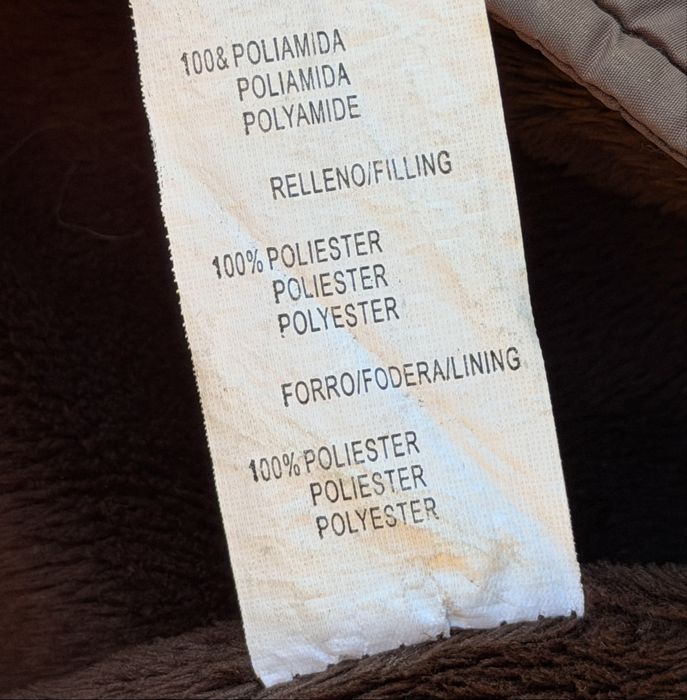 100& POLIAMIDA
POLIAMIDA
POLYAMIDE
RELLENO/FILLING
100% POLIESTER
POLIESTER
POLYESTER
FORRO/FODERA/LINING
100% POLIESTER
POLIESTER
POLYESTER